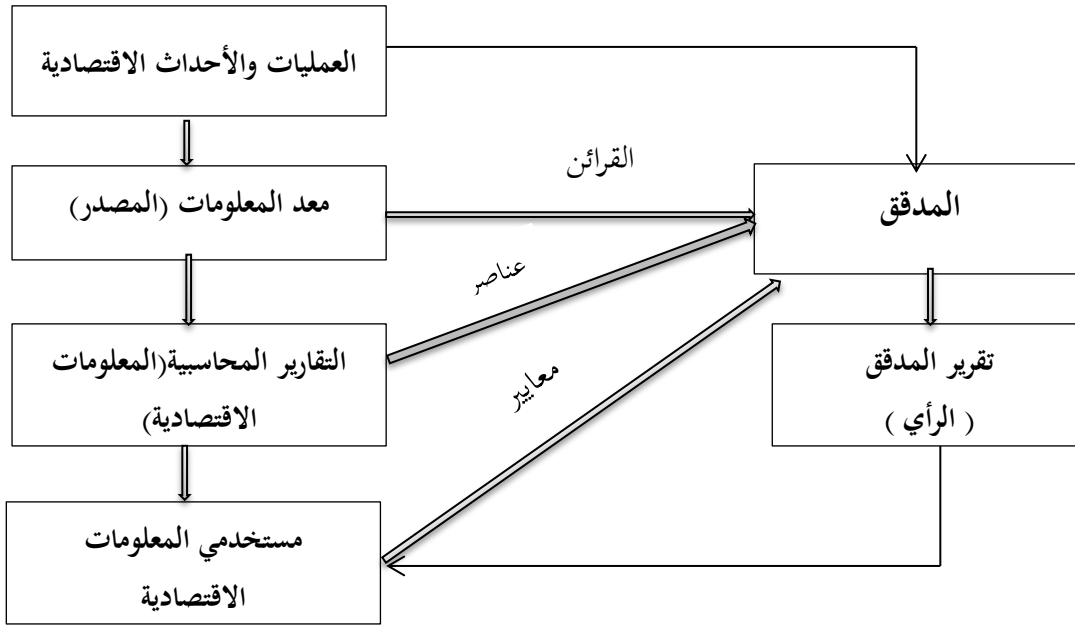 العمليات والأحداث الاقتصادية
القرائن
معد المعلومات (المصدر)
المدقق
عناصر
التقارير المحاسبية(المعلومات
الاقتصادية)
معايير
تقرير المدقق
( الرأي )
مستخدمي المعلومات
الاقتصادية